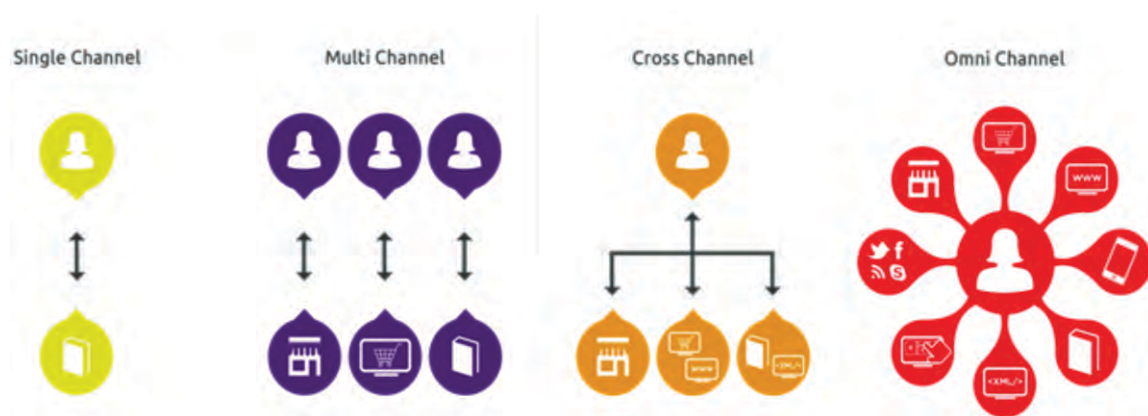 Single Channel
Multi Channel
Cross Channel
Omni Channel
www
www
<XML/>
<XML/>